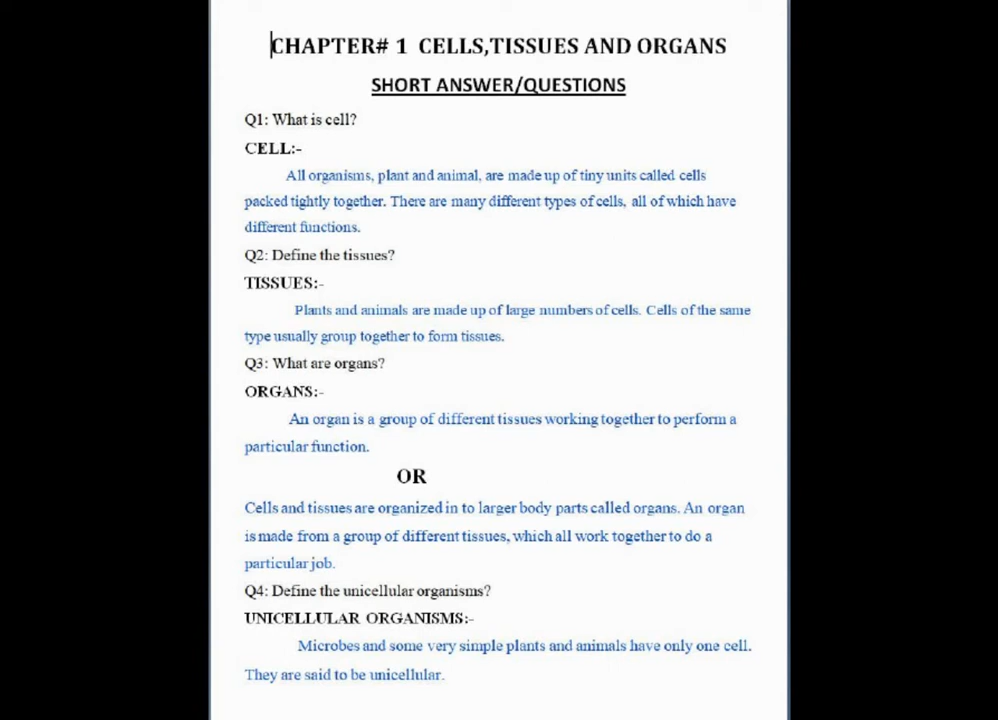 CHAPTER# 1 CELLS,TISSUES AND ORGANS
SHORT ANSWER/QUESTIONS
Q1: What is cell?
CELL:-
All organisms, plant and animal, are made up of tiny units called cells
packed tightly together. There are many different types of cells, all of which have
different functions.
Q2: Define the tissues?
TISSUES:-
Plants and animals are made up of large numbers of cells. Cells of the same
type usually group together to form tissues.
Q3: What are organs?
ORGANS:-
An organ is a group of different tissues working together to perform a
particular function.
OR
Cells and tissues are organized in to larger body parts called organs. An organ
is made from a group of different tissues, which all work together to do a
particular job.
Q4: Define the unicellular organisms?
UNICELLULAR ORGANISMS:-
Microbes and some very simple plants and animals have only one cell.
They are said to be unicellular.